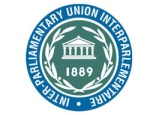 INTER-PARLIAMENTARY UNION INTERPARLEMENTAIRE
1889